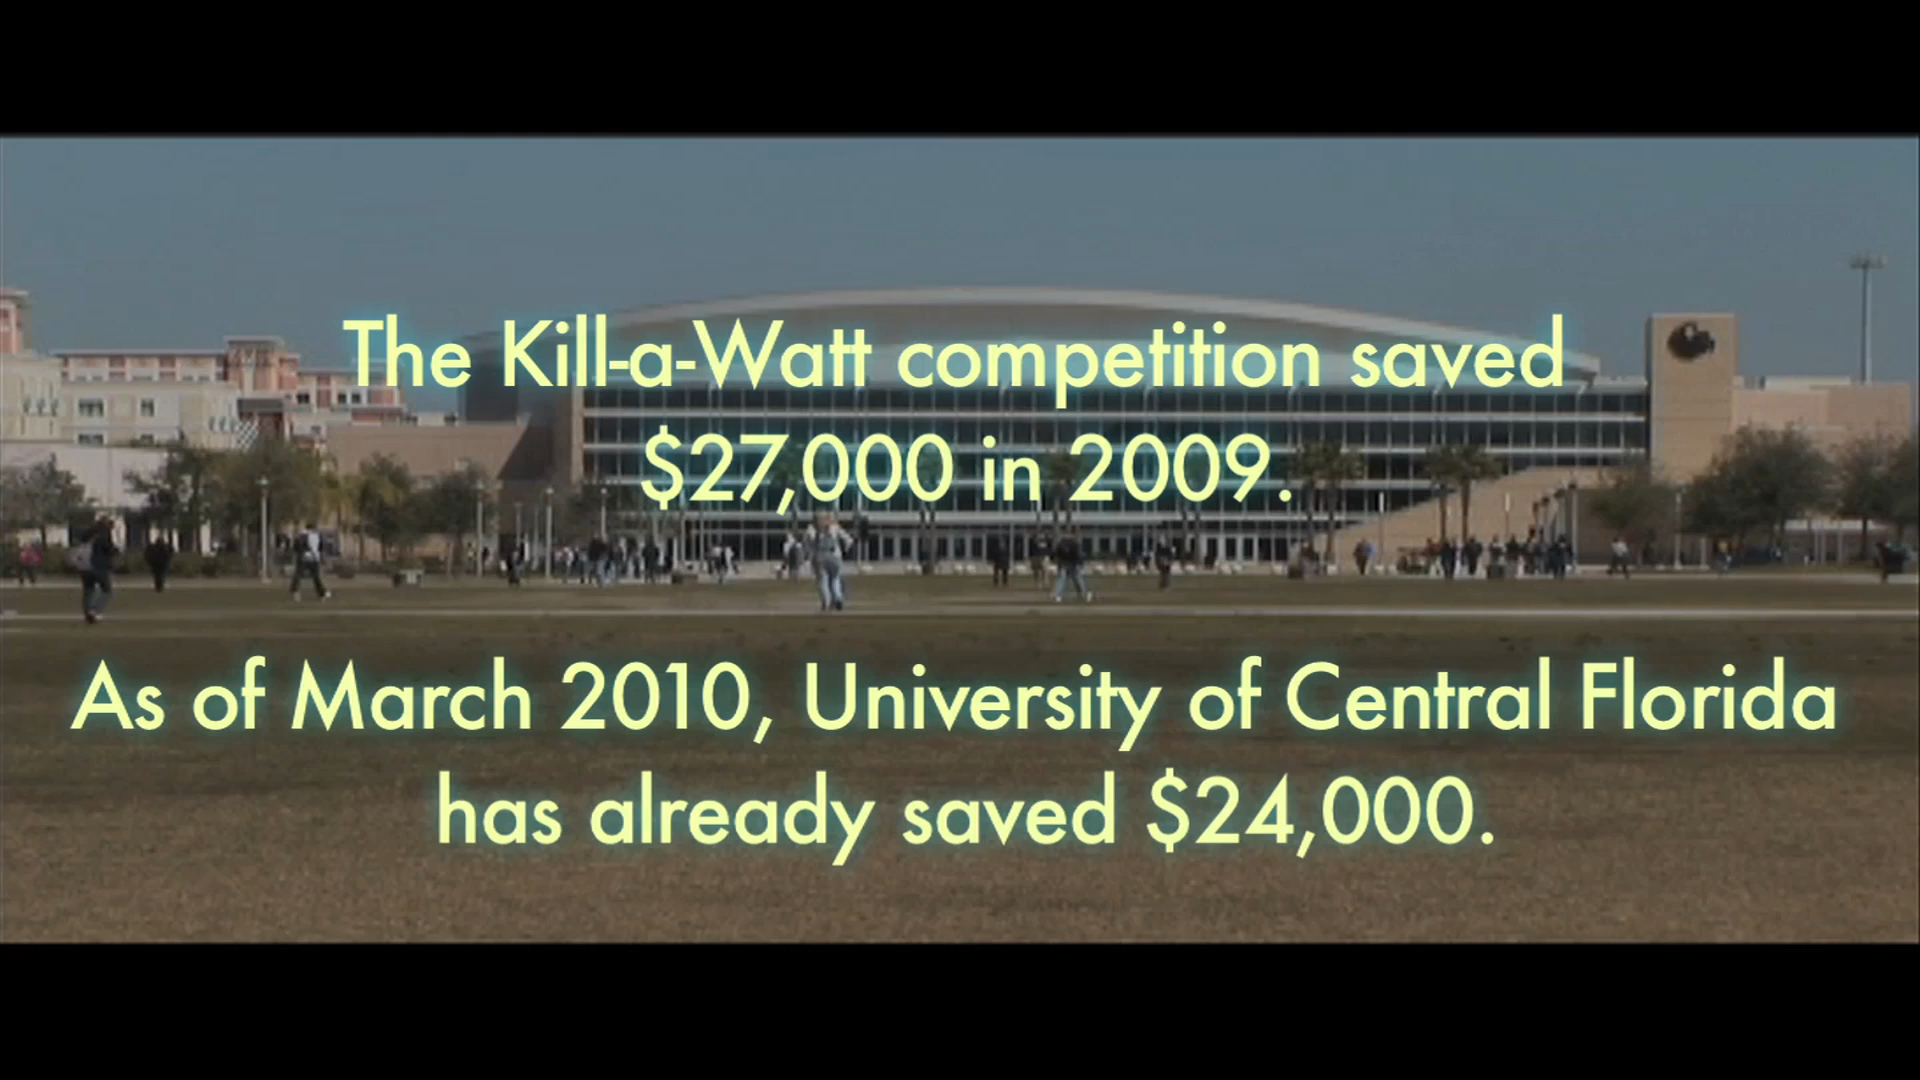 The Kill-a-Watt competition saved
$27,000 in 2009.
As of March 2010, University of Central Florida
has already saved $24,000.